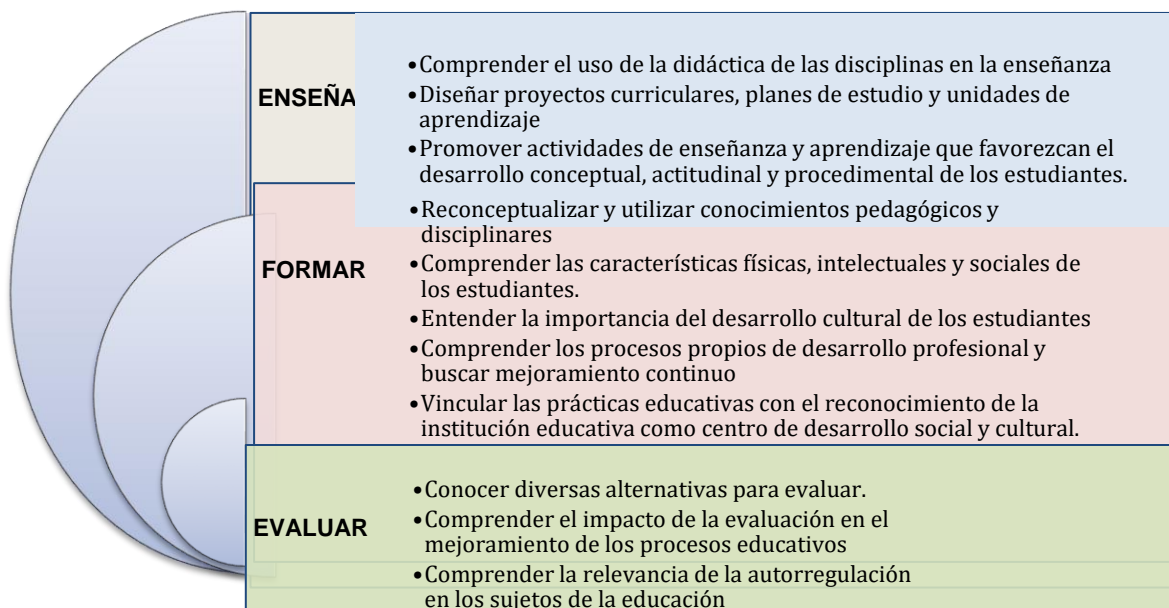 ENSEÑA
•Comprender el uso de la didáctica de las disciplinas en la enseñanza
•Diseñar proyectos curriculares, planes de estudio y unidades de
aprendizaje
•Promover actividades de enseñanza y aprendizaje que favorezcan el
desarrollo conceptual, actitudinal y procedimental de los estudiantes.
FORMAR
•Reconceptualizar y utilizar conocimientos pedagógicos y
disciplinares
•Comprender las características físicas, intelectuales y sociales de
los estudiantes.
•Entender la importancia del desarrollo cultural de los estudiantes
•Comprender los procesos propios de desarrollo profesional y
buscar mejoramiento continuo
•Vincular las prácticas educativas con el reconocimiento de la
institución educativa como centro de desarrollo social y cultural.
EVALUAR
•Conocer diversas alternativas para evaluar.
•Comprender el impacto de la evaluación en el
mejoramiento de los procesos educativos
•Comprender la relevancia de la autorregulación
en los sujetos de la educación